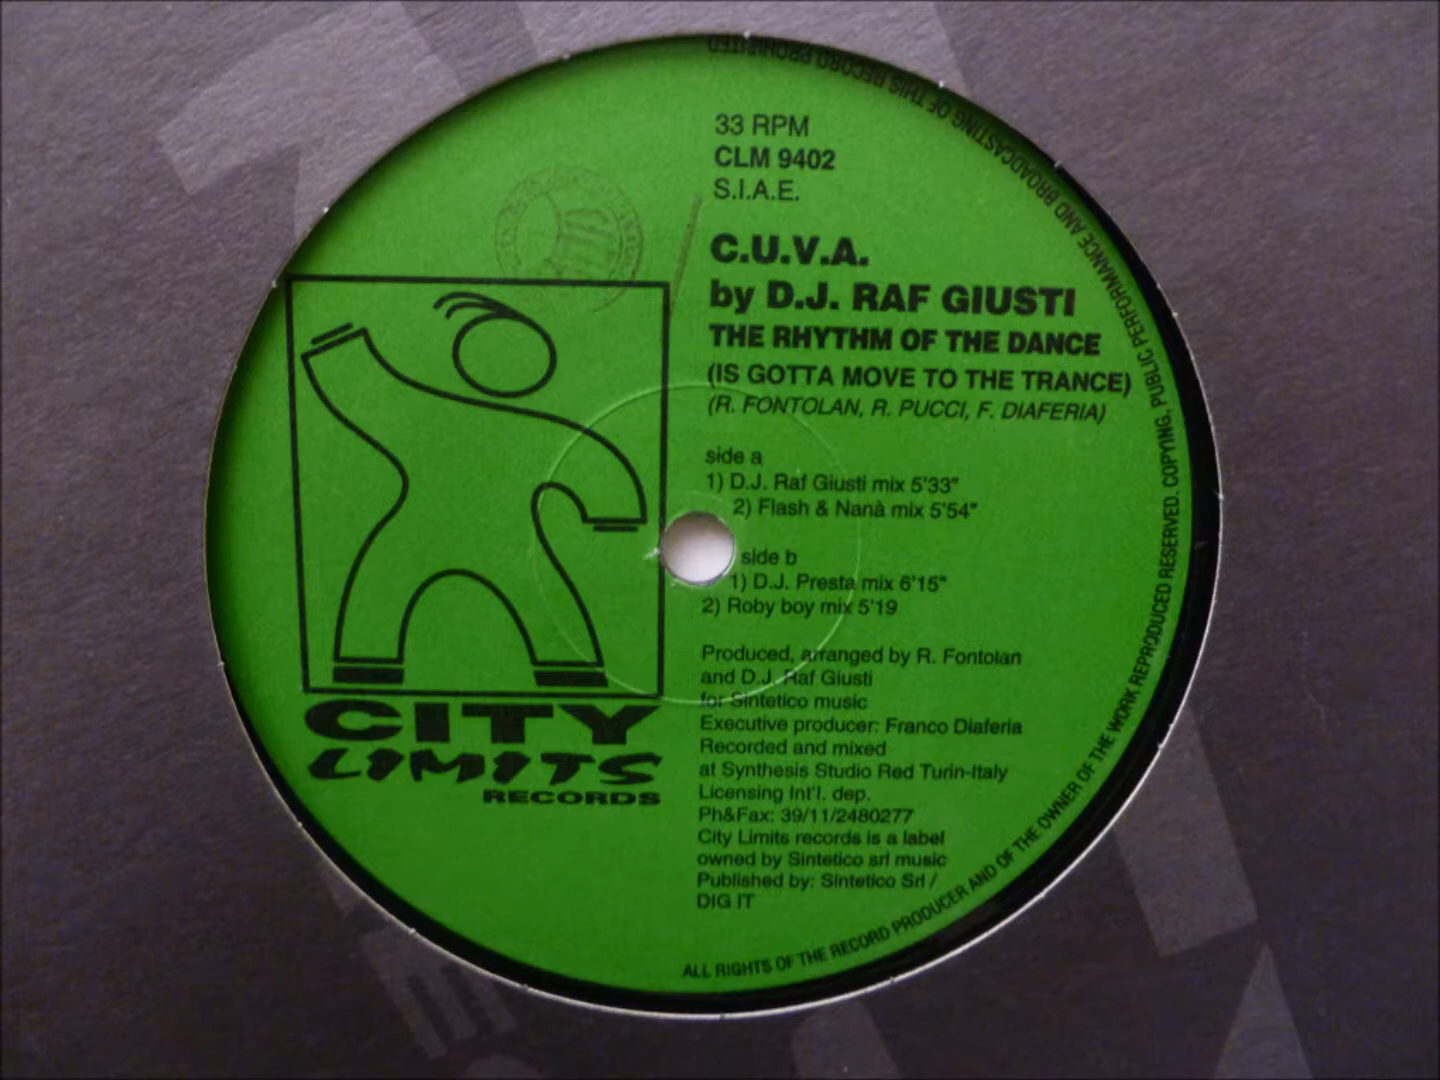 33 RPM
CLM 9402
S.I.A.E.
C.U.V.A.
by D.J. RAF GIUSTI
THE RHYTHM OF THE DANCE
(IS GOTTA MOVE TO THE TRANCE)
(R. FONTOLAN, R. PUCCI, F. DIAFERIA)
side a
1) D.J. Raf Giusti mix 5'33"
2) Flash & Nanà mix 5'54"
side b
1) D.J. Presta mix 6'15"
2) Roby boy mix 5'19
Produced, arranged by R. Fontolan
and D.J. Raf Giusti
for Sintetico music
Executive producer: Franco Diaferia
Recorded and mixed
at Synthesis Studio Red Turin-Italy
Licensing Int'l. dep.
Ph&Fax: 39/11/2480277
City Limits records is a label
owned by Sintetico srl music
Published by: Sintetico Srl /
DIG IT
CITY
LIMITS
RECORDS
ALL RIGHTS OF THE RECORD PRODUCER AND OF THE OWNER OF THE WORK REPRODUCED RESERVED. COPYING, PUBLIC PERFORMANCE AND BROADCASTING OF THIS RECORD PROHIBITED